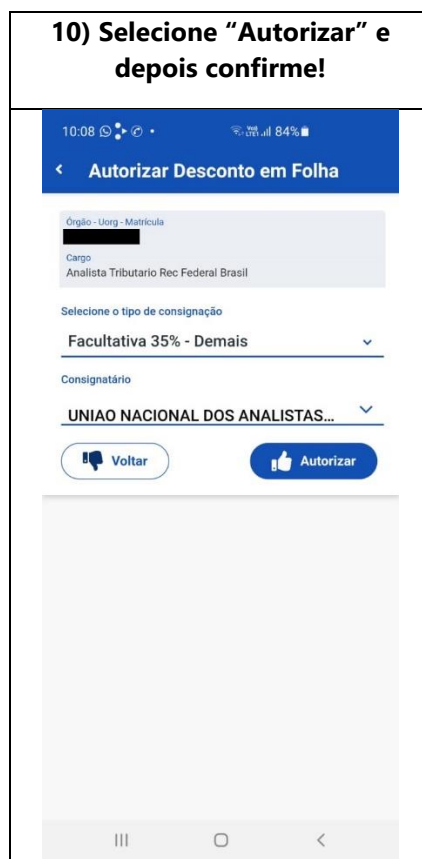 10) Selecione “Autorizar” e
depois confirme!
10:08 84%
Autorizar Desconto em Folha
Órgão - Uorg - Matrícula
Cargo
Analista Tributario Rec Federal Brasil
Selecione o tipo de consignação
Facultativa 35% - Demais
Consignatário
UNIAO NACIONAL DOS ANALISTAS...
Voltar Autorizar